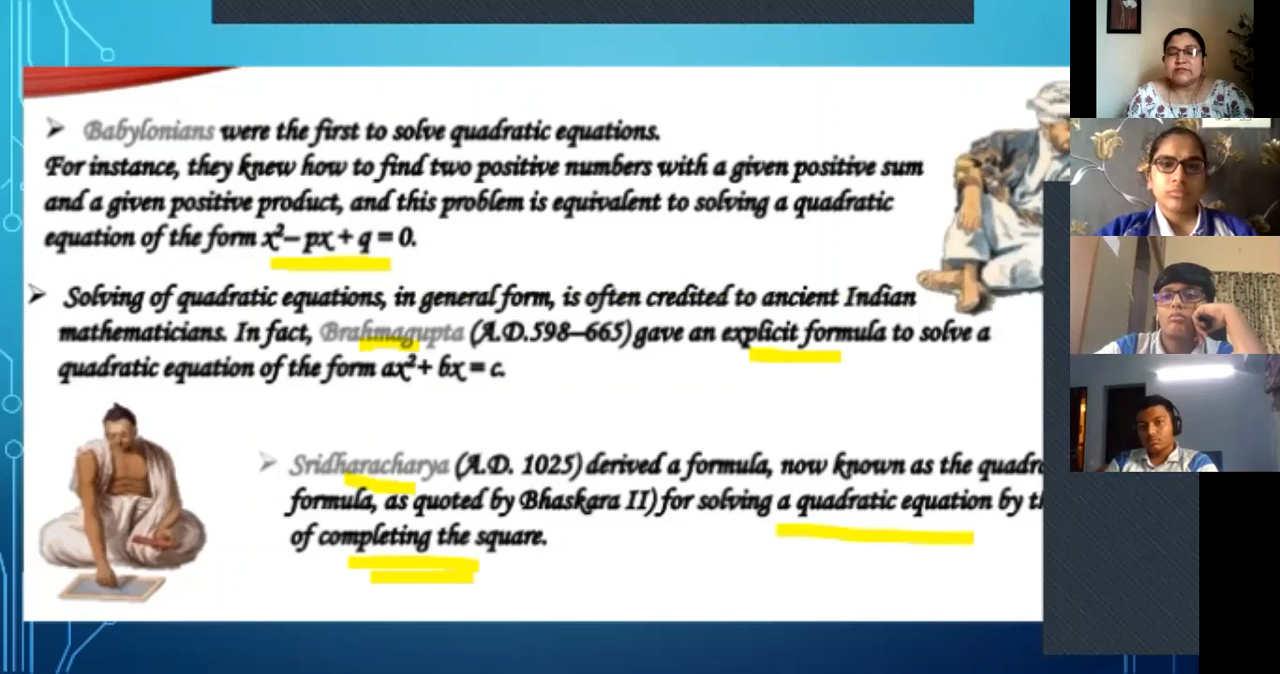 ➢ Babylonians were the first to solve quadratic equations.
For instance, they knew how to find two positive numbers with a given positive sum
and a given positive product, and this problem is equivalent to solving a quadratic
equation of the form x² – px + q = 0.
➢ Solving of quadratic equations, in general form, is often credited to ancient Indian
mathematicians. In fact, Brahmagupta (A.D.598–665) gave an explicit formula to solve a
quadratic equation of the form ax² + bx = c.
➢ Sridharacharya (A.D. 1025) derived a formula, now known as the quadr
formula, as quoted by Bhaskara II) for solving a quadratic equation by th
of completing the square.